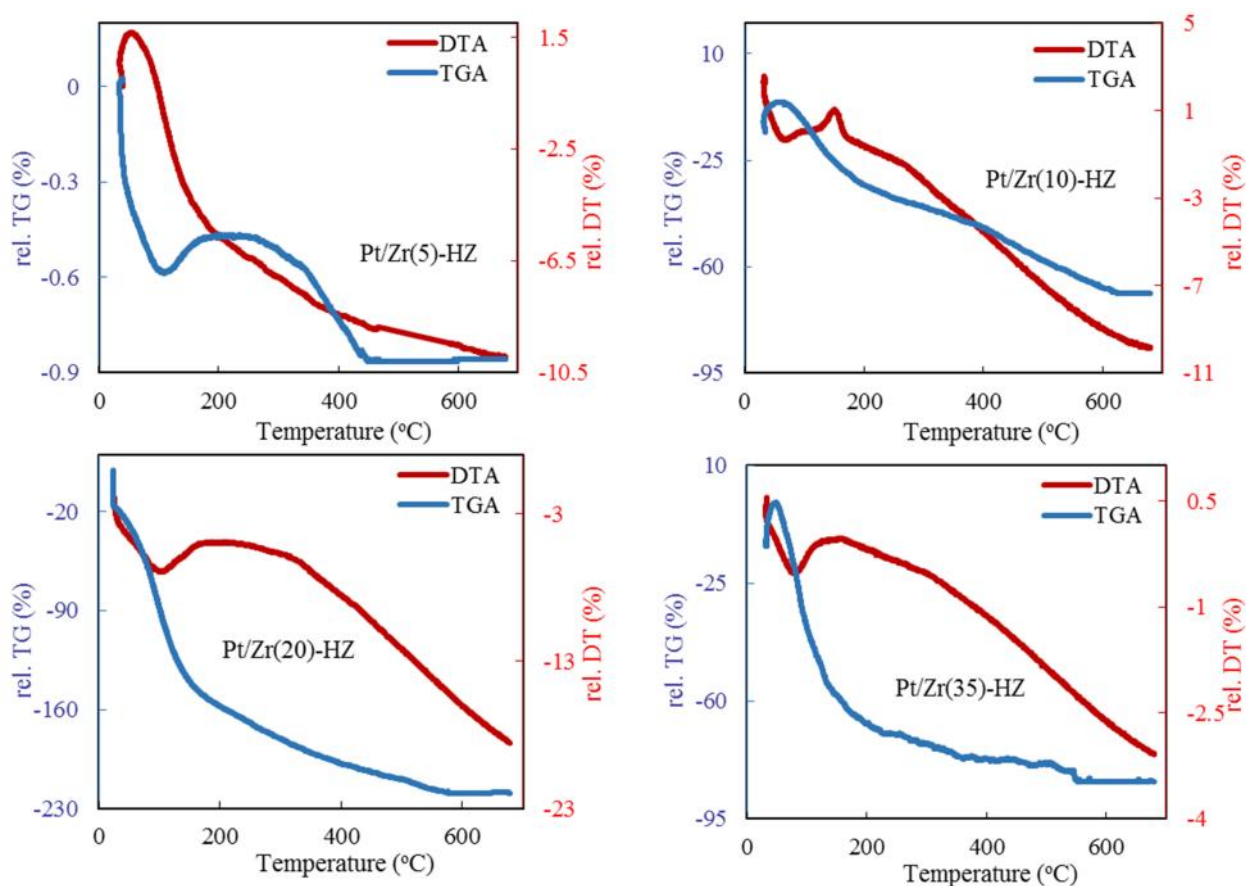 DTA
TGA
Pt/Zr(5)-HZ
rel. TG (%)
0
-0.3
-0.6
-0.9
1.5
-2.5
-6.5
-10.5
rel. DT (%)
0 200 400 600
Temperature (oC)
DTA
TGA
Pt/Zr(10)-HZ
rel. TG (%)
10
-25
-60
-95
5
1
-3
-7
-11
rel. DT (%)
0 200 400 600
Temperature (oC)
DTA
TGA
Pt/Zr(20)-HZ
rel. TG (%)
-20
-90
-160
-230
-3
-13
-23
rel. DT (%)
0 200 400 600
Temperature (oC)
DTA
TGA
Pt/Zr(35)-HZ
rel. TG (%)
10
-25
-60
-95
0.5
-1
-2.5
-4
rel. DT (%)
0 200 400 600
Temperature (oC)